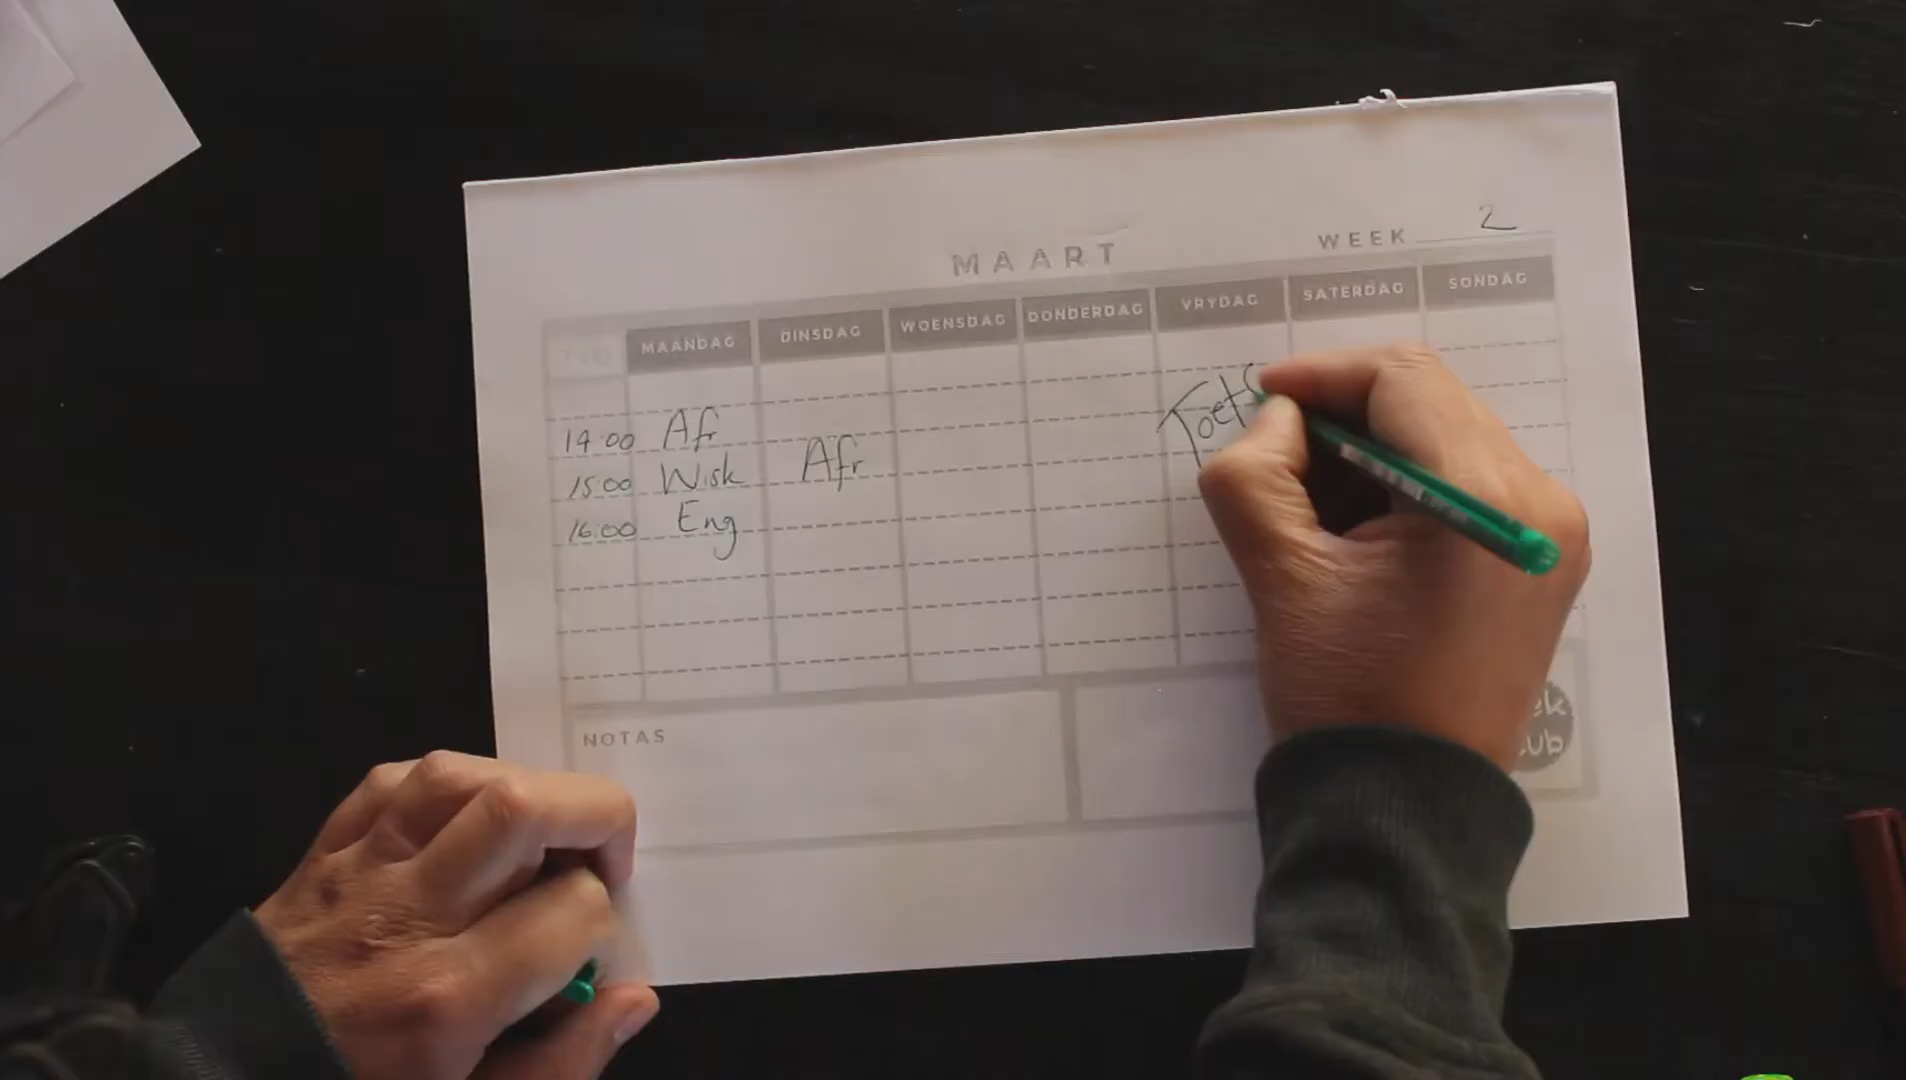 MAART
WEEK 2
TYD MAANDAG DINSDAG WOENSDAG DONDERDAG VRYDAG SATERDAG SONDAG
14:00 Afr
15:00 Wisk Afr
16:00 Eng
Toets
NOTAS